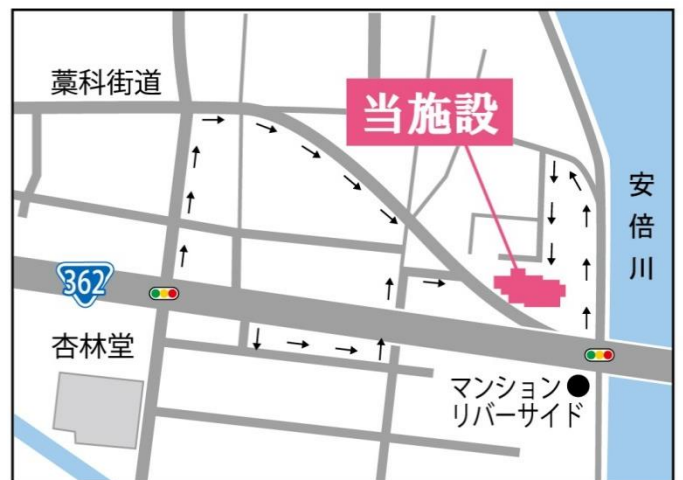 藁科街道
当施設
安倍川
362
杏林堂
マンション
リバーサイド